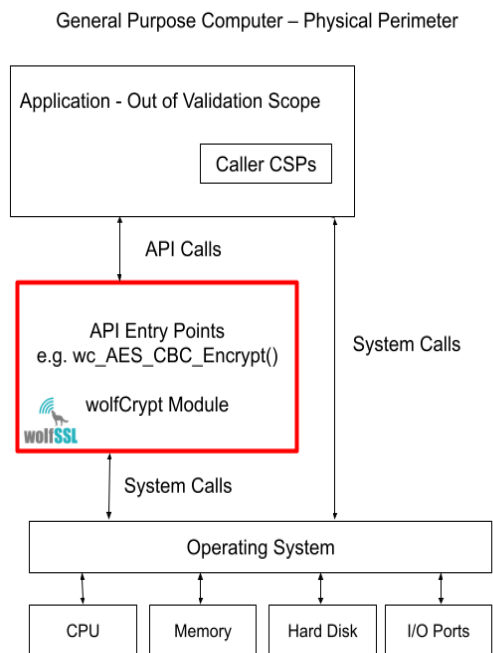 General Purpose Computer – Physical Perimeter
Application - Out of Validation Scope
Caller CSPs
API Calls
API Entry Points
e.g. wc_AES_CBC_Encrypt()
System Calls
wolfCrypt Module
wolfSSL
System Calls
Operating System
CPU
Memory
Hard Disk
I/O Ports